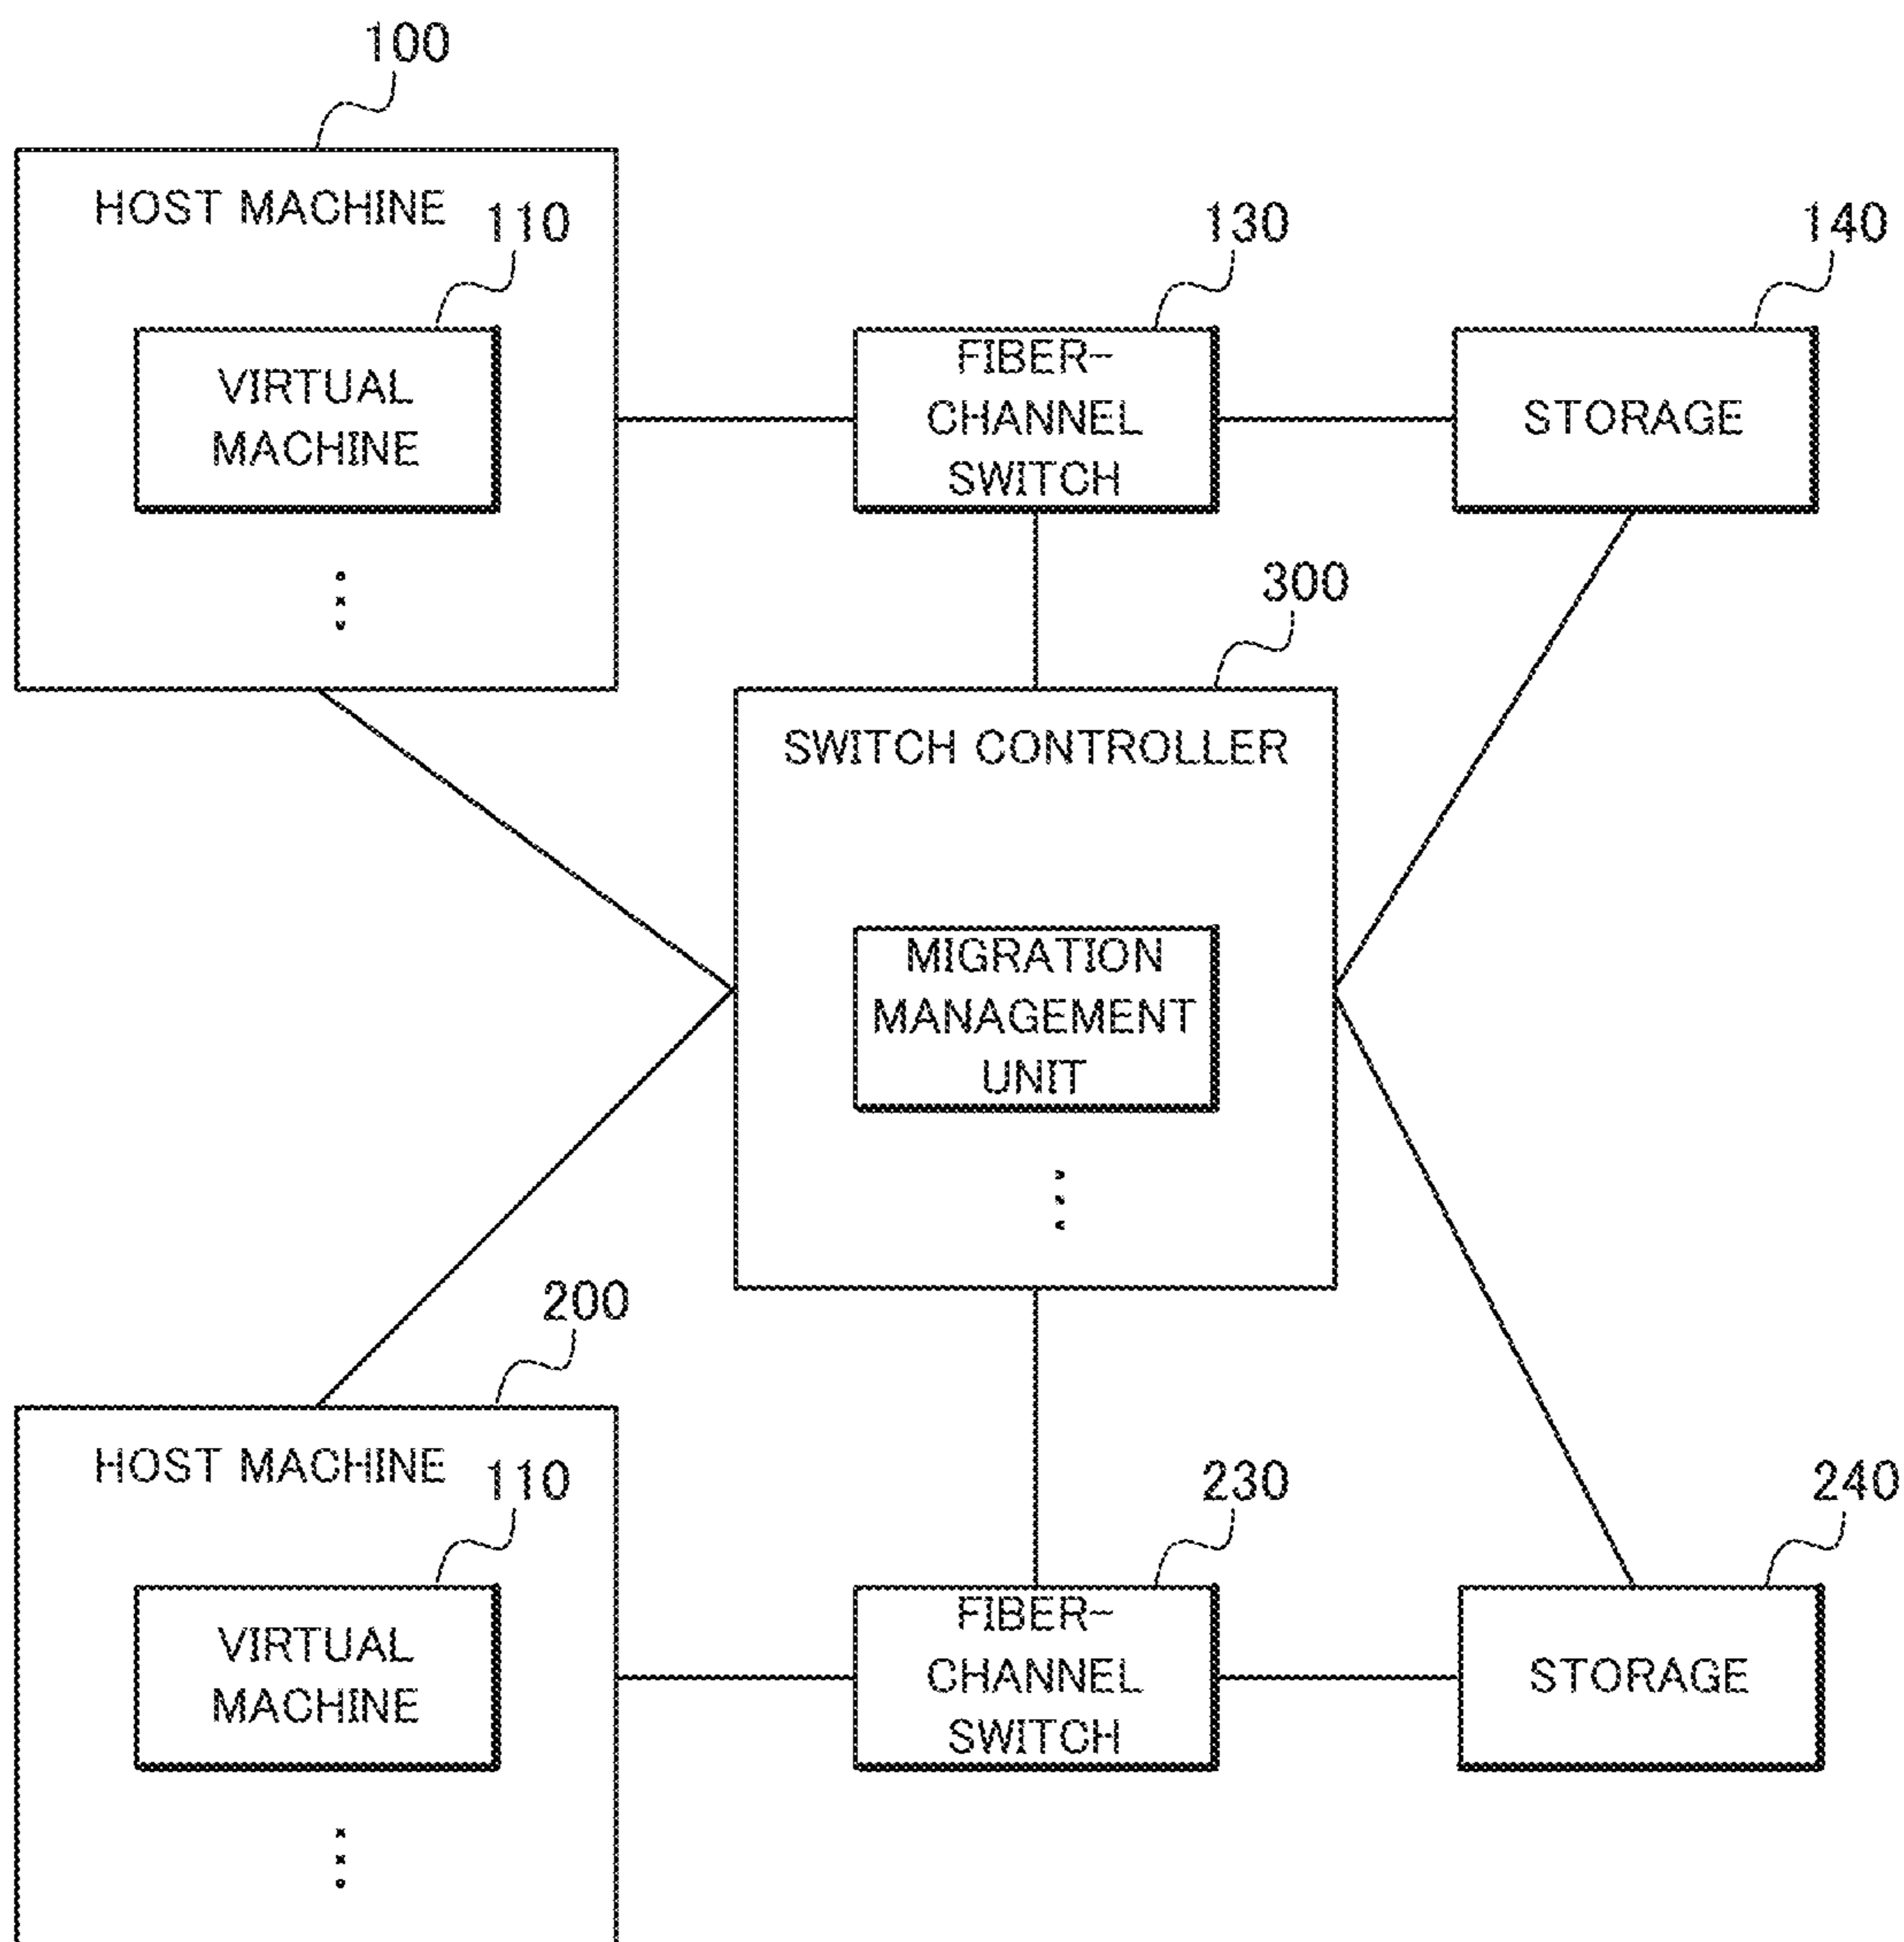 100
HOST MACHINE
110
VIRTUAL
MACHINE
130
FIBER-
CHANNEL
SWITCH
140
STORAGE
300
SWITCH CONTROLLER
MIGRATION
MANAGEMENT
UNIT
200
HOST MACHINE
110
VIRTUAL
MACHINE
230
FIBER-
CHANNEL
SWITCH
240
STORAGE